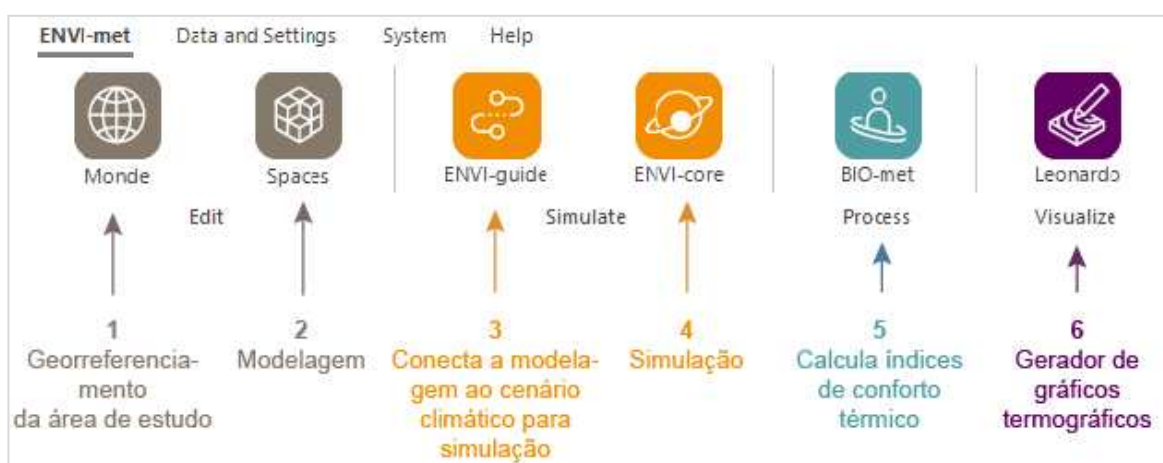 ENVI-met Data and Settings System Help
Monde Spaces ENVI-guide ENVI-core BIO-met Leonardo
Edit Simulate Process Visualize
1
Georreferencia-
mento
da área de estudo
2
Modelagem
3
Conecta a modela-
gem ao cenário
climático para
simulação
4
Simulação
5
Calcula índices
de conforto
térmico
6
Gerador de
gráficos
termográficos